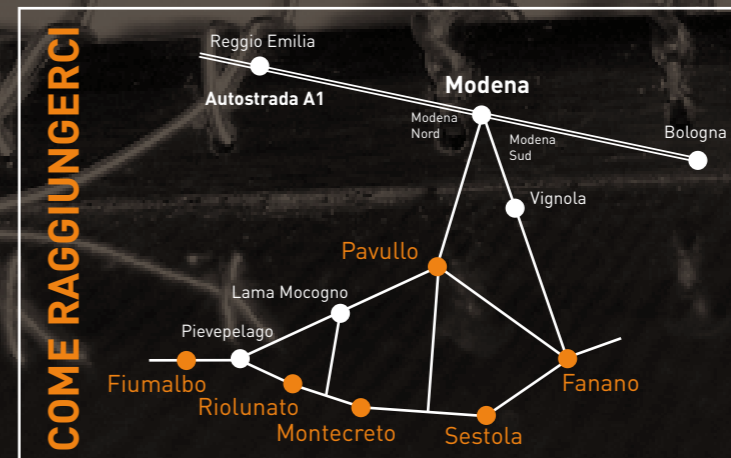 COME RAGGIUNGERCI
Reggio Emilia
Autostrada A1
Modena
Modena
Nord
Modena
Sud
Bologna
Vignola
Pavullo
Lama Mocogno
Pievepelago
Fiumalbo
Riolunato
Montecreto
Sestola
Fanano